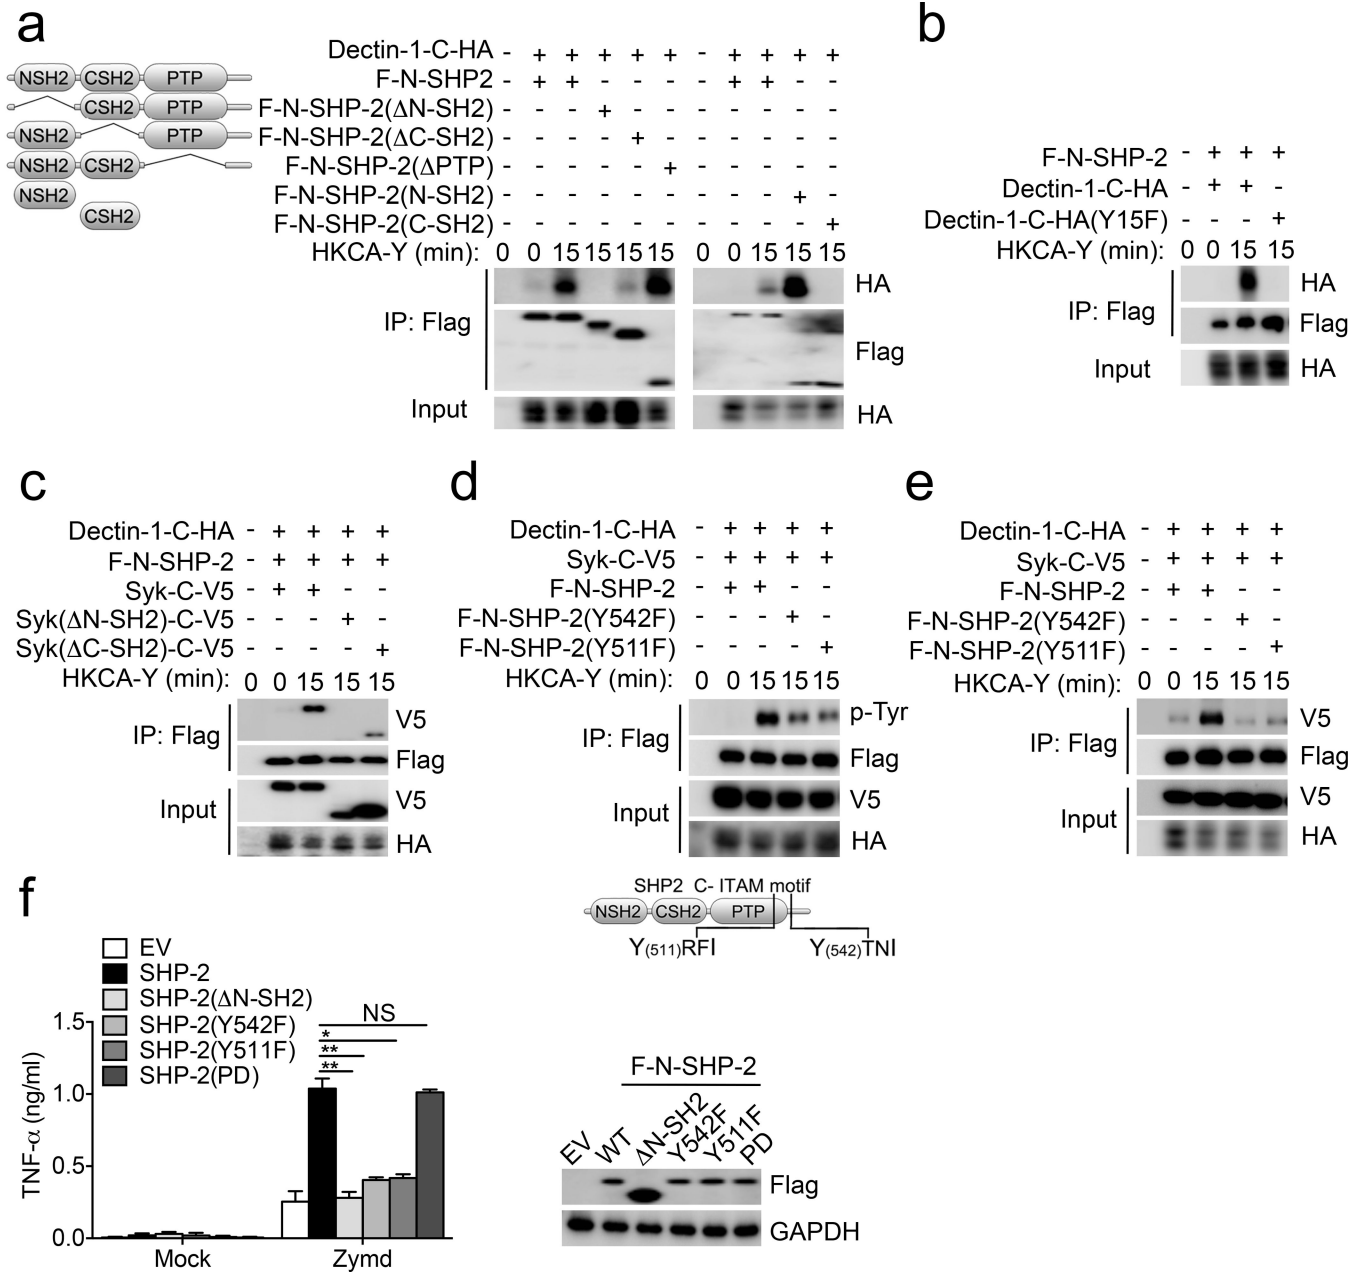 a
NSH2 CSH2 PTP
CSH2 PTP
NSH2 PTP
NSH2 CSH2
NSH2
CSH2
Dectin-1-C-HA - + + + + + - + + + +
F-N-SHP2 - + + - - - - + + - -
F-N-SHP-2(ΔN-SH2) - - - + - - - - - - -
F-N-SHP-2(ΔC-SH2) - - - - + - - - - - -
F-N-SHP-2(ΔPTP) - - - - - + - - - - -
F-N-SHP-2(N-SH2) - - - - - - - - - + -
F-N-SHP-2(C-SH2) - - - - - - - - - - +
HKCA-Y (min): 0 0 15 15 15 15 0 0 15 15 15
IP: Flag
HA
Flag
Input
HA
b
F-N-SHP-2 - + + +
Dectin-1-C-HA - + + -
Dectin-1-C-HA(Y15F) - - - +
HKCA-Y (min): 0 0 15 15
IP: Flag
HA
Flag
Input
HA
c
Dectin-1-C-HA - + + + +
F-N-SHP-2 - + + + +
Syk-C-V5 - + + - -
Syk(ΔN-SH2)-C-V5 - - - + -
Syk(ΔC-SH2)-C-V5 - - - - +
HKCA-Y (min): 0 0 15 15 15
IP: Flag
V5
Flag
Input
V5
HA
d
Dectin-1-C-HA - + + + +
Syk-C-V5 - + + + +
F-N-SHP-2 - + + - -
F-N-SHP-2(Y542F) - - - + -
F-N-SHP-2(Y511F) - - - - +
HKCA-Y (min): 0 0 15 15 15
IP: Flag
p-Tyr
Flag
Input
V5
HA
SHP2 C- ITAM motif
NSH2 CSH2 PTP
Y(511)RFI Y(542)TNI
e
Dectin-1-C-HA - + + + +
Syk-C-V5 - + + + +
F-N-SHP-2 - + + - -
F-N-SHP-2(Y542F) - - - + -
F-N-SHP-2(Y511F) - - - - +
HKCA-Y (min): 0 0 15 15 15
IP: Flag
V5
Flag
Input
V5
HA
f
EV
SHP-2
SHP-2(ΔN-SH2)
SHP-2(Y542F)
SHP-2(Y511F)
SHP-2(PD)
TNF-α (ng/ml)
1.5
1.0
0.5
0.0
NS
*
**
**
Mock Zymd
F-N-SHP-2
EV WT ΔN-SH2 Y542F Y511F PD
Flag
GAPDH